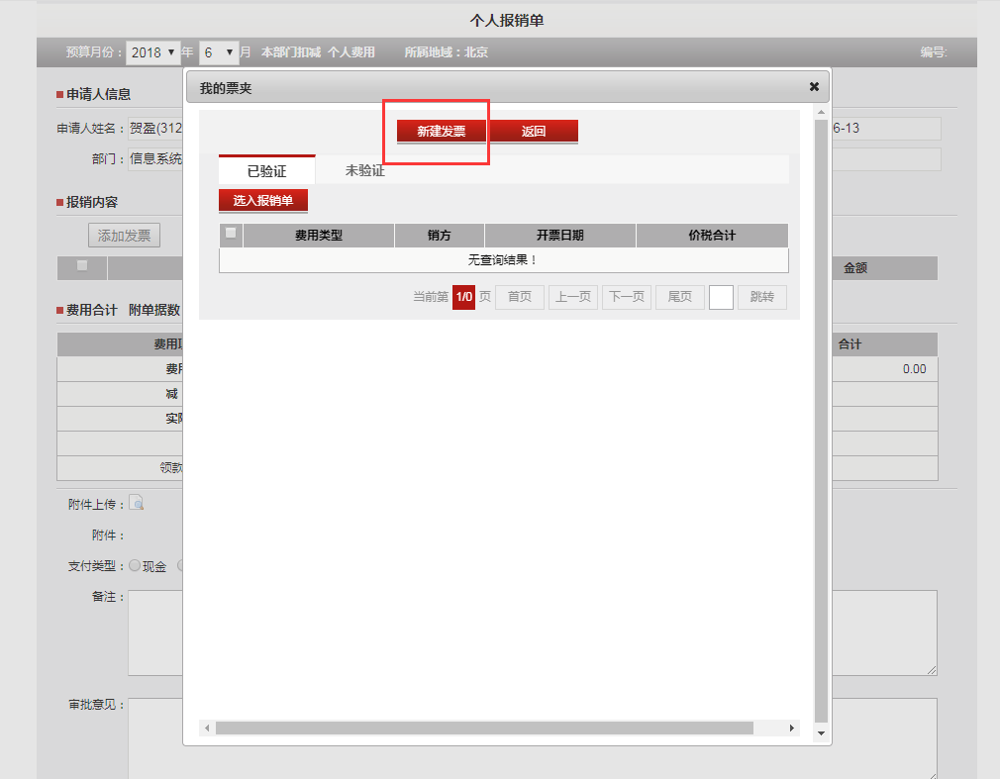 个人报销单
预算月份： 2018 年 6 月 本部门扣减 个人费用 所属地域：北京 编号:
我的票夹
申请人信息
新建发票 返回
申请人姓名： 贺盈(312 6-13
部门： 信息系统
已验证 未验证
选入报销单
报销内容
添加发票
费用类型 销方 开票日期 价税合计
无查询结果！
金额
当前第 1/0 页 首页 上一页 下一页 尾页 跳转
费用合计 附单据数
费用 合计
费用 0.00
减
实际
领款
附件上传：
附件：
支付类型： 现金
备注：
审批意见：